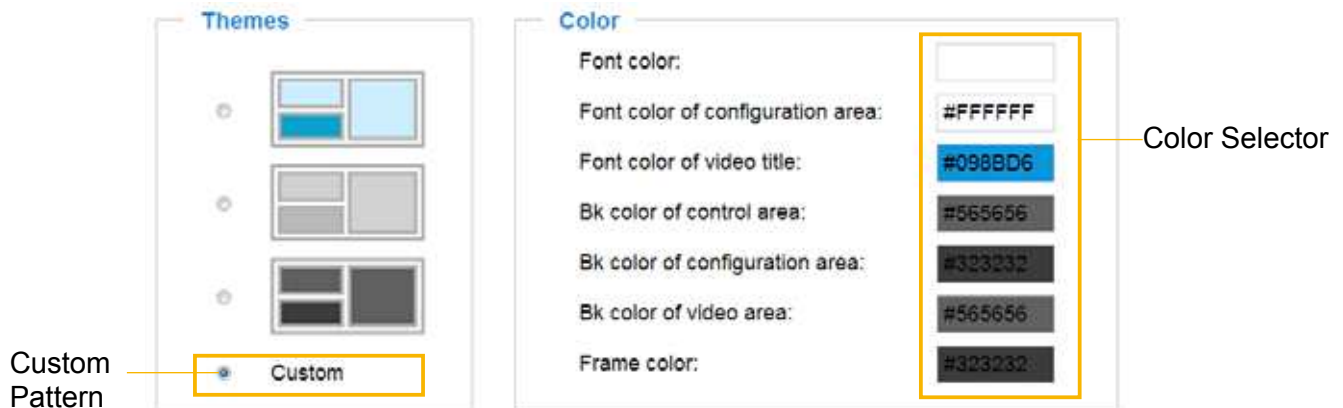 Themes
Color
Font color:
Font color of configuration area: #FFFFFF
Color Selector
Font color of video title: #098BD6
Bk color of control area: #565656
Bk color of configuration area: #323232
Bk color of video area: #565656
Custom
Pattern
Custom
Frame color: #323232